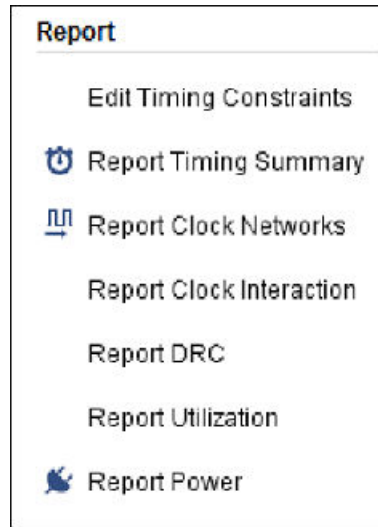 Report
Edit Timing Constraints
Report Timing Summary
Report Clock Networks
Report Clock Interaction
Report DRC
Report Utilization
Report Power